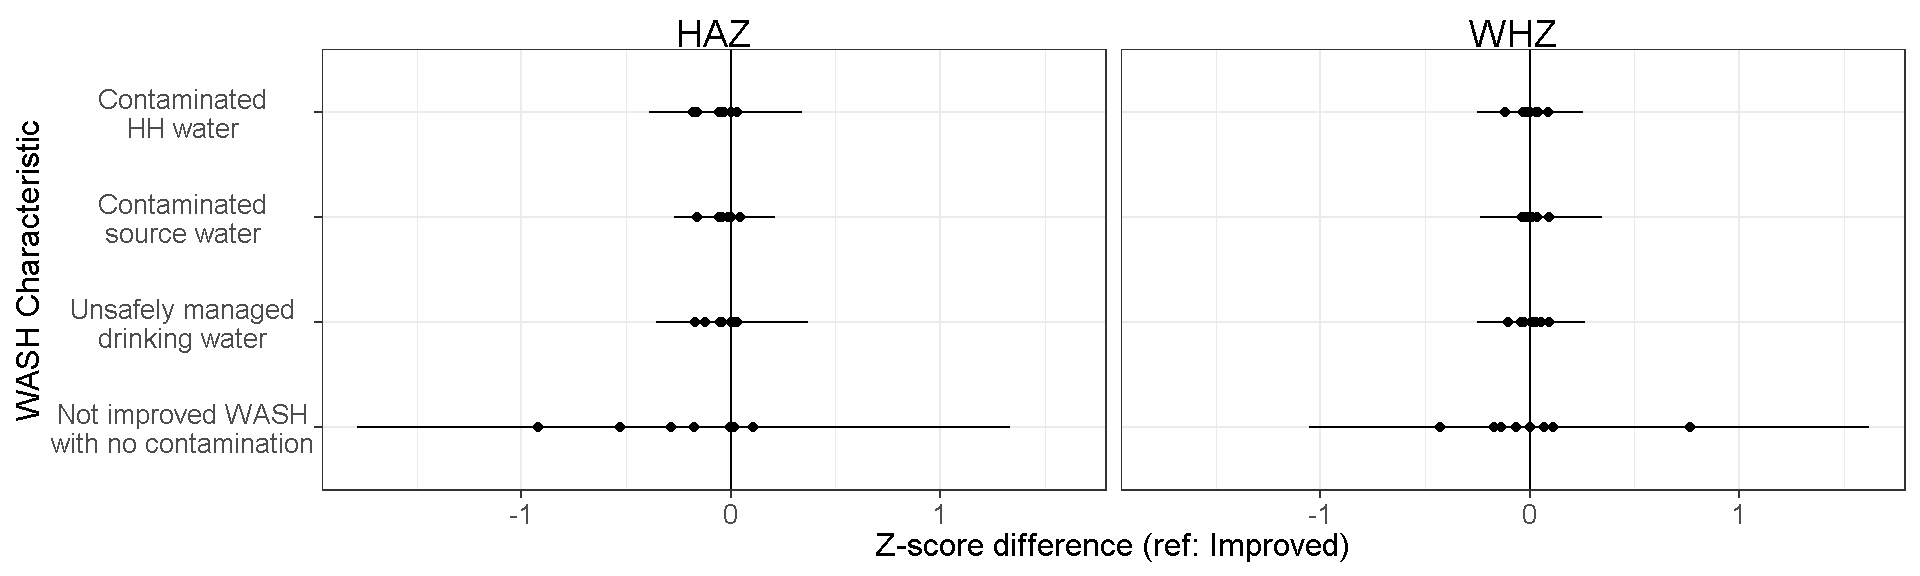 HAZ
WHZ
WASH Characteristic
Contaminated
HH water
Contaminated
source water
Unsafely managed
drinking water
Not improved WASH
with no contamination
-1
0
1
-1
0
1
Z-score difference (ref: Improved)